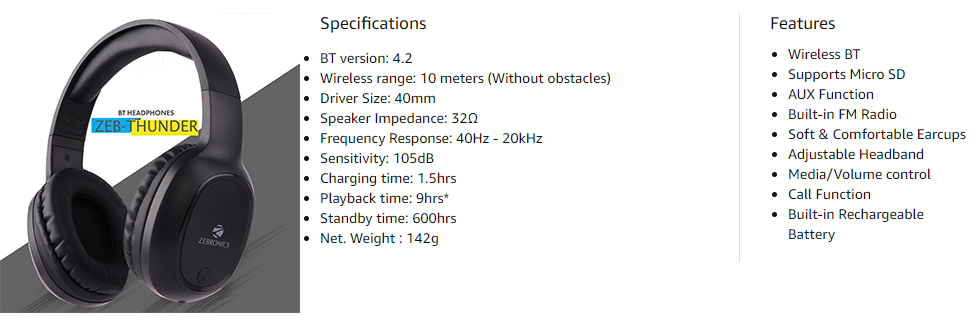 BT HEADPHONES
ZEB-THUNDER
R
ZEBRONICS
Specifications
BT version: 4.2
Wireless range: 10 meters (Without obstacles)
Driver Size: 40mm
Speaker Impedance: 32Ω
Frequency Response: 40Hz - 20kHz
Sensitivity: 105dB
Charging time: 1.5hrs
Playback time: 9hrs*
Standby time: 600hrs
Net. Weight : 142g
Features
Wireless BT
Supports Micro SD
AUX Function
Built-in FM Radio
Soft & Comfortable Earcups
Adjustable Headband
Media/Volume control
Call Function
Built-in Rechargeable
Battery